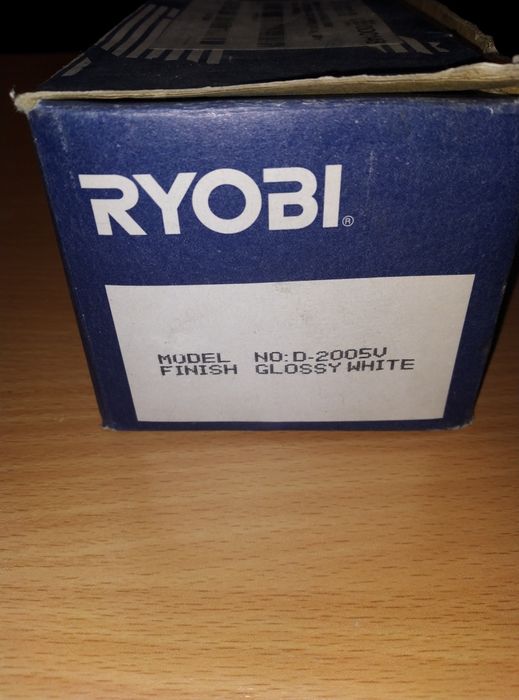 RYOBI®
MODEL NO:D-2005V
FINISH GLOSSY WHITE